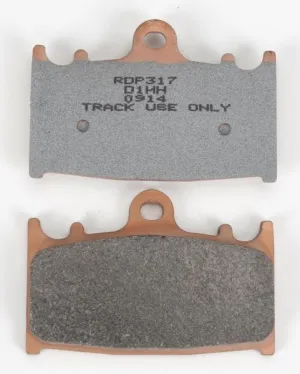 RDP317
D1HH
0914
TRACK USE ONLY